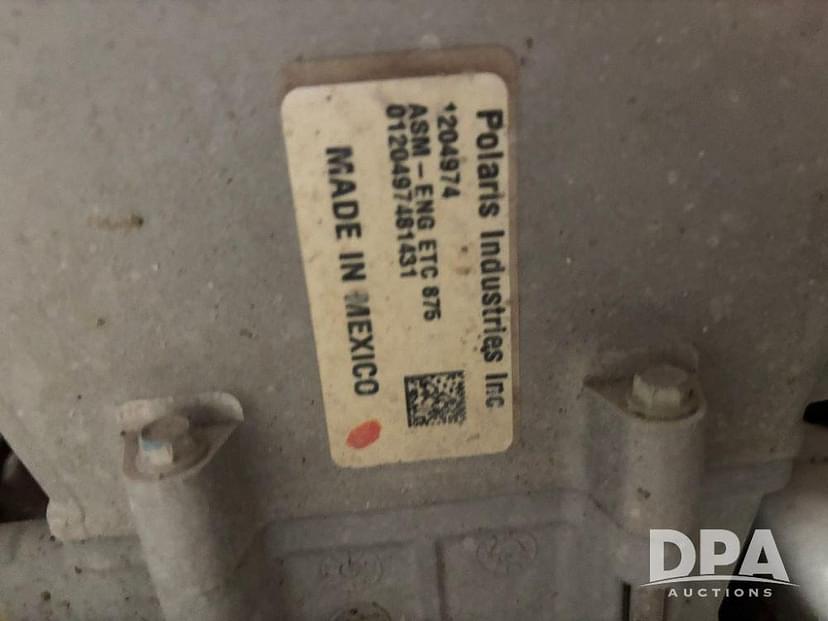 Polaris Industries Inc
1204974
ASM - ENG ETC 875
0120497481431
MADE IN MEXICO
DPA
AUCTIONS